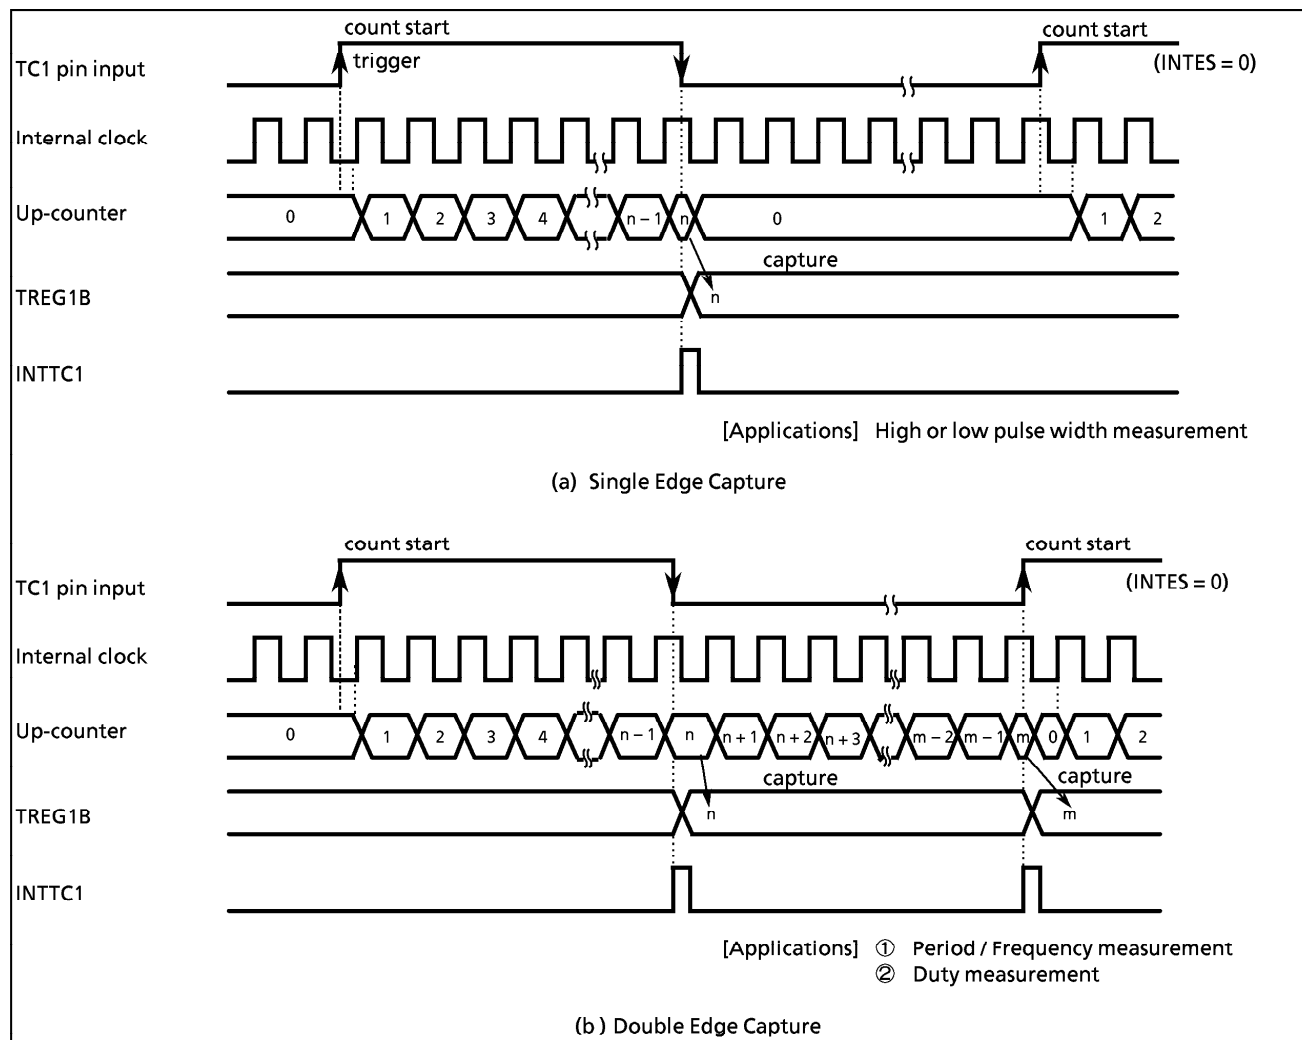 count start
TC1 pin input
trigger
count start
(INTES = 0)
Internal clock
Up-counter
0 1 2 3 4 n – 1 n 0 1 2
capture
TREG1B
n
INTTC1
[Applications] High or low pulse width measurement
(a) Single Edge Capture
count start
count start
TC1 pin input
(INTES = 0)
Internal clock
Up-counter
0 1 2 3 4 n – 1 n n + 1 n + 2 n + 3 m – 2 m – 1 m 0 1 2
capture
capture
TREG1B
n
m
INTTC1
[Applications] ① Period / Frequency measurement
② Duty measurement
(b ) Double Edge Capture